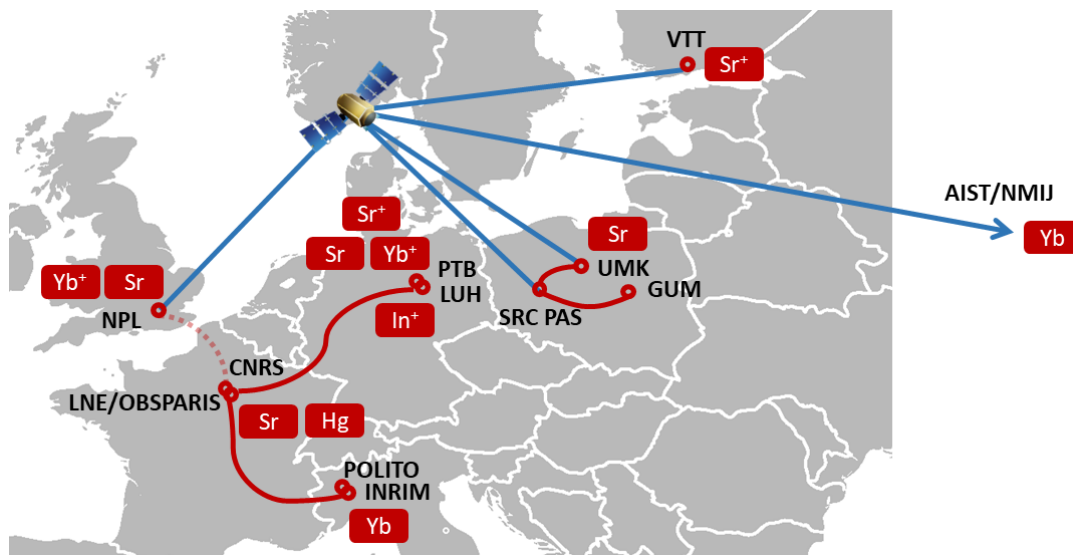 VTT
Sr⁺
AIST/NMIJ
Yb
Sr⁺
Sr
Yb⁺
Sr
UMK
GUM
SRC PAS
PTB
LUH
In⁺
Yb⁺
Sr
NPL
CNRS
LNE/OBSPARIS
Sr
Hg
POLITO
INRIM
Yb